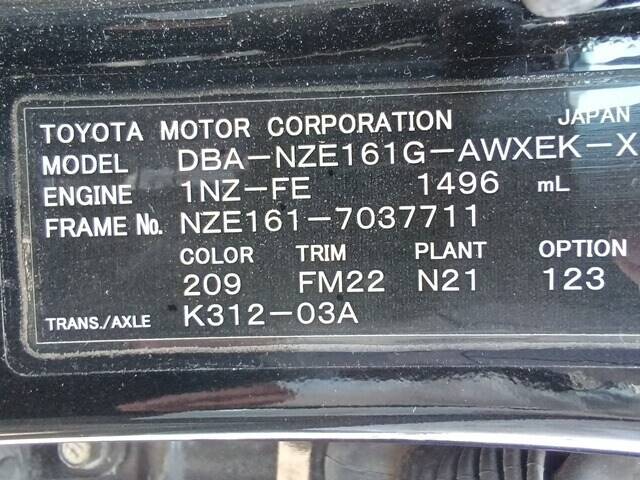 JAPAN
TOYOTA MOTOR CORPORATION
MODEL DBA-NZE161G-AWXEK-X
ENGINE 1NZ-FE 1496 mL
FRAME No. NZE161-7037711
COLOR TRIM PLANT OPTION
209 FM22 N21 123
TRANS./AXLE K312-03A